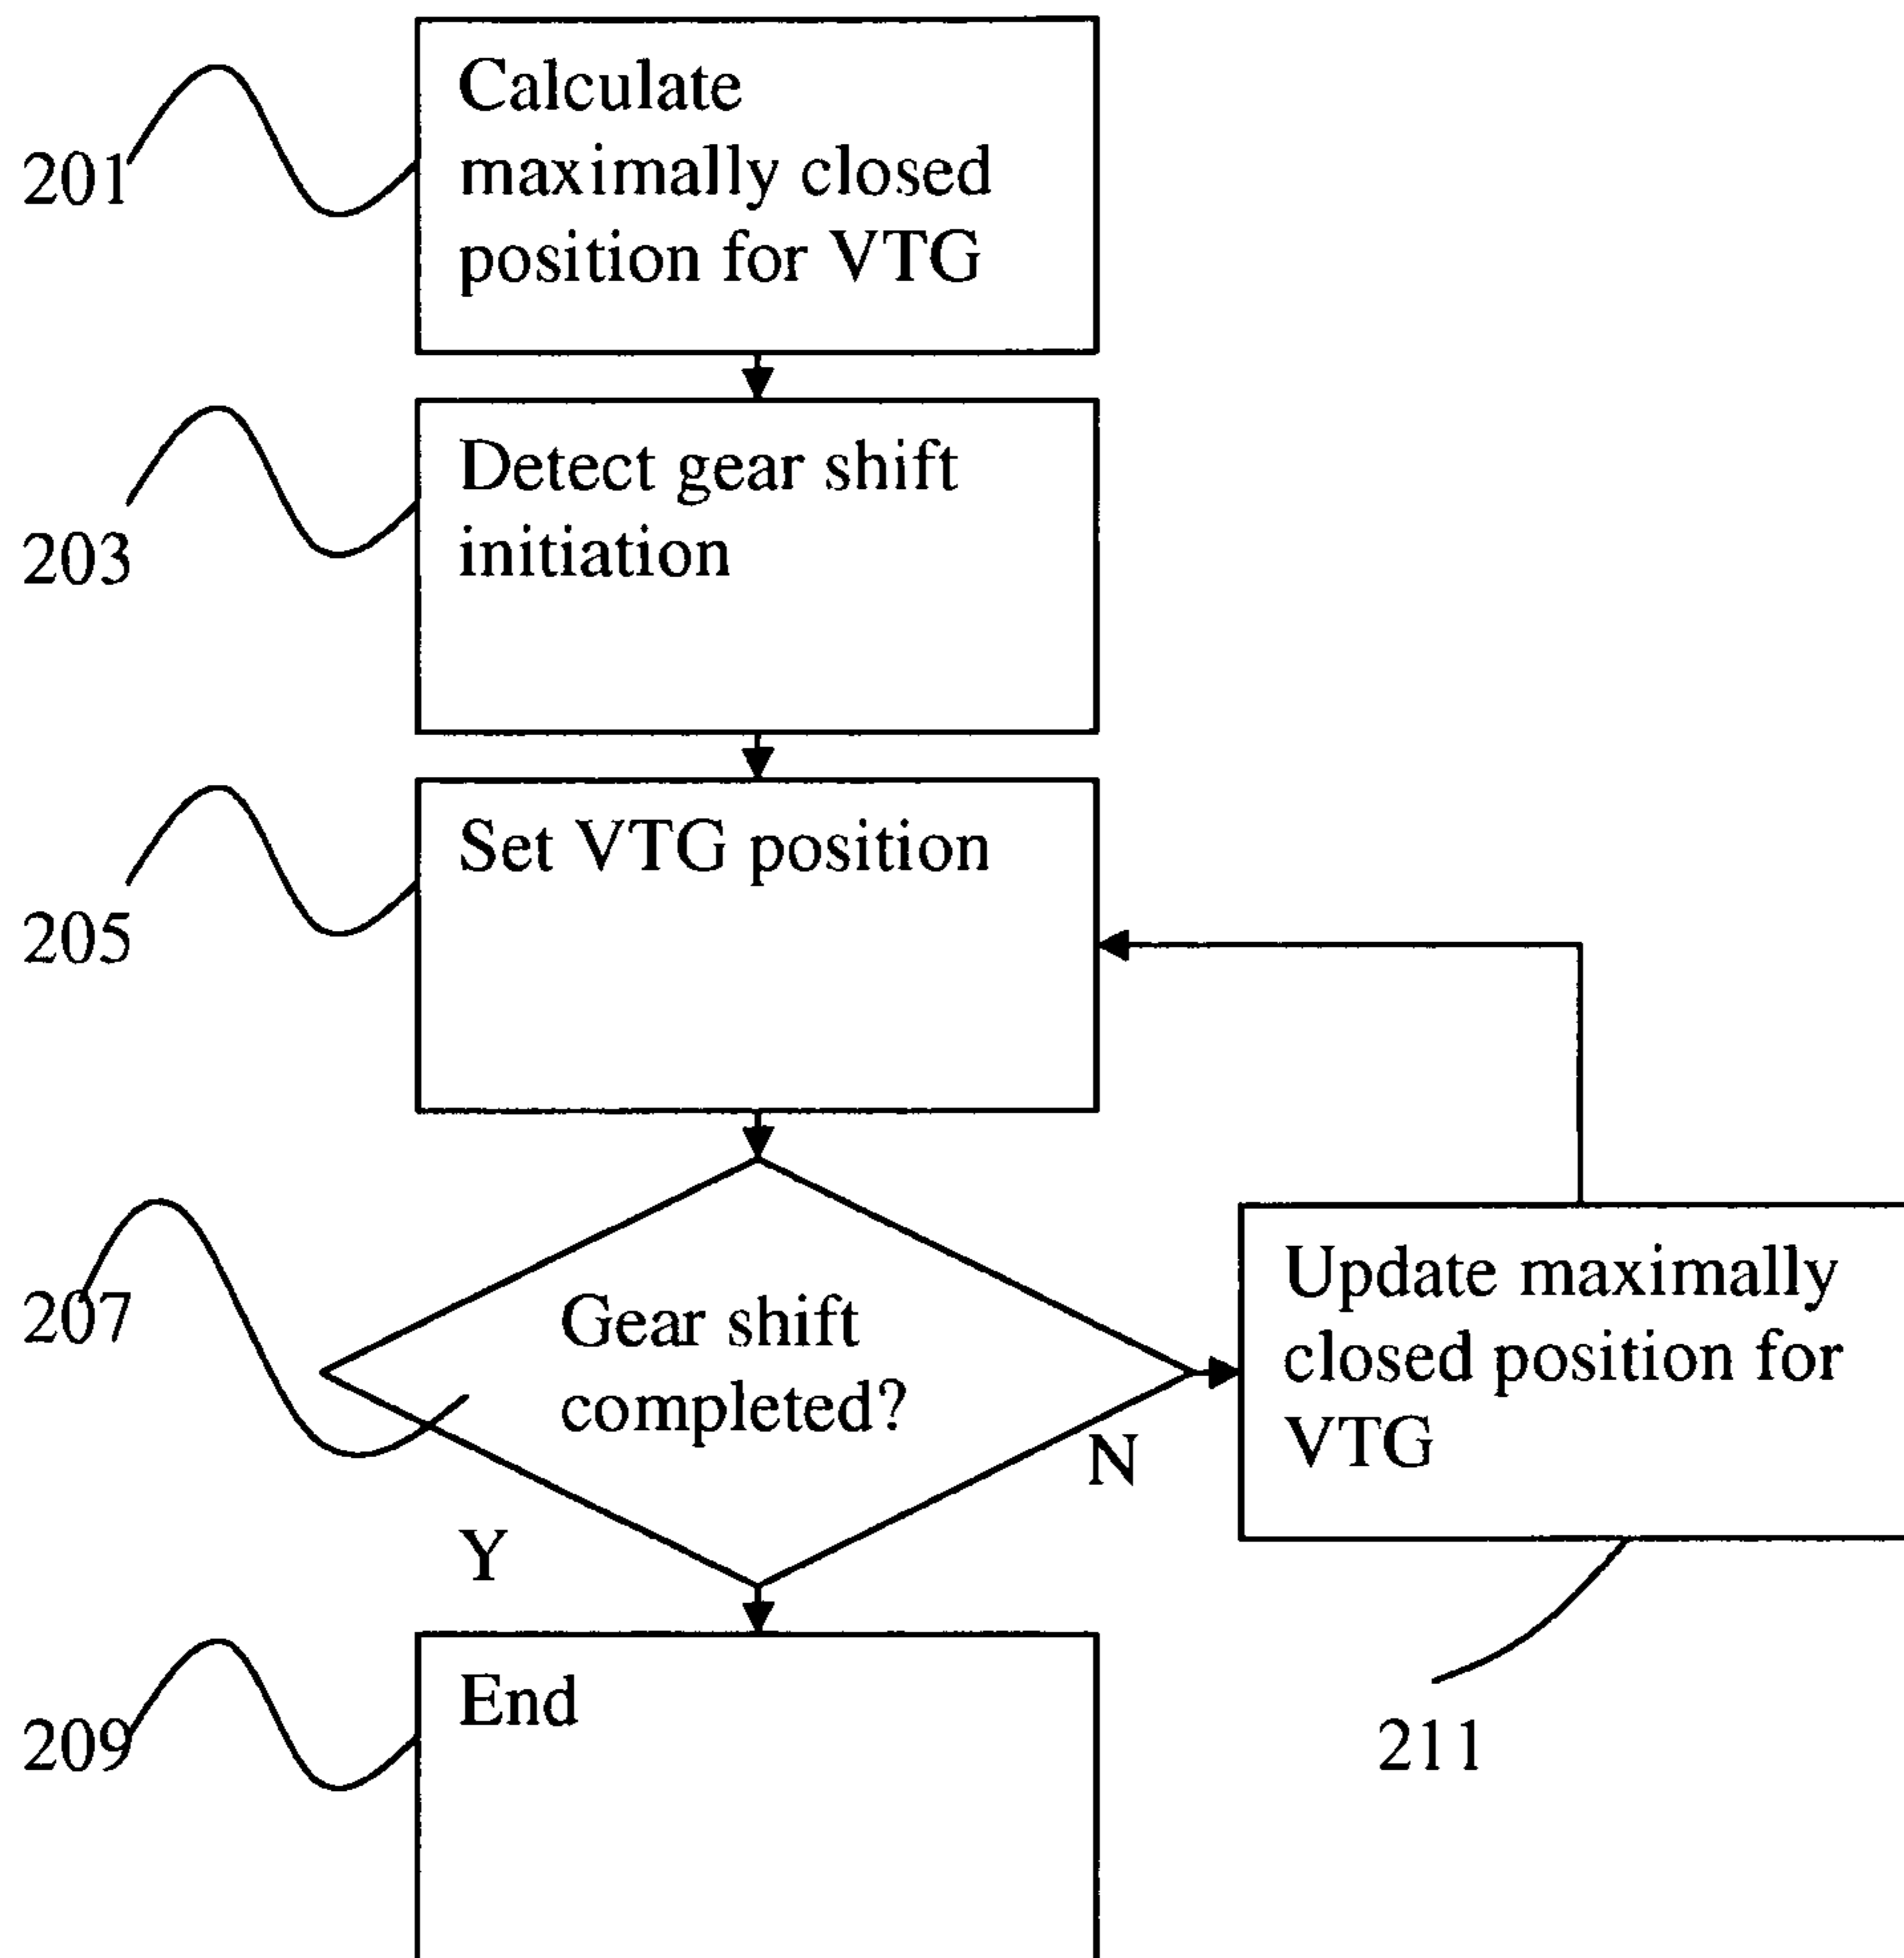 201
Calculate
maximally closed
position for VTG
203
Detect gear shift
initiation
205
Set VTG position
207
Gear shift
completed?
N
Y
Update maximally
closed position for
VTG
209
End
211